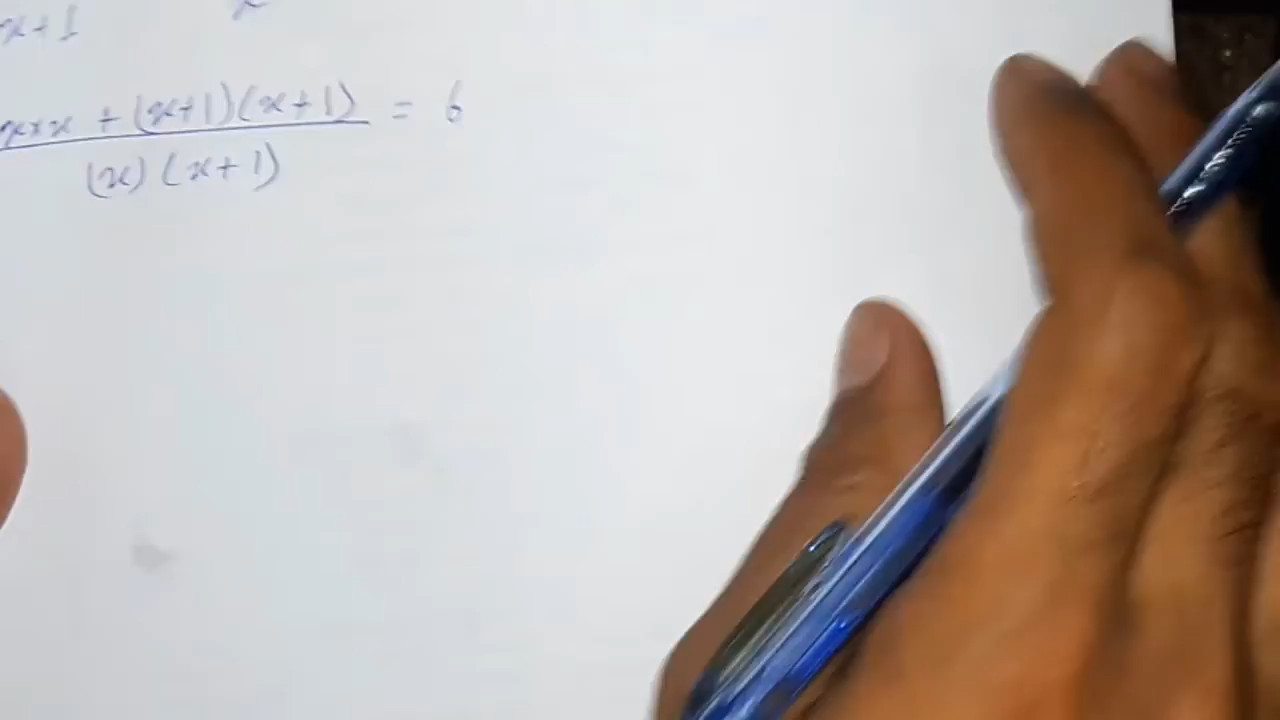 x+1
x
x×x + (x+1)(x+1) = 6
(x) (x+1)